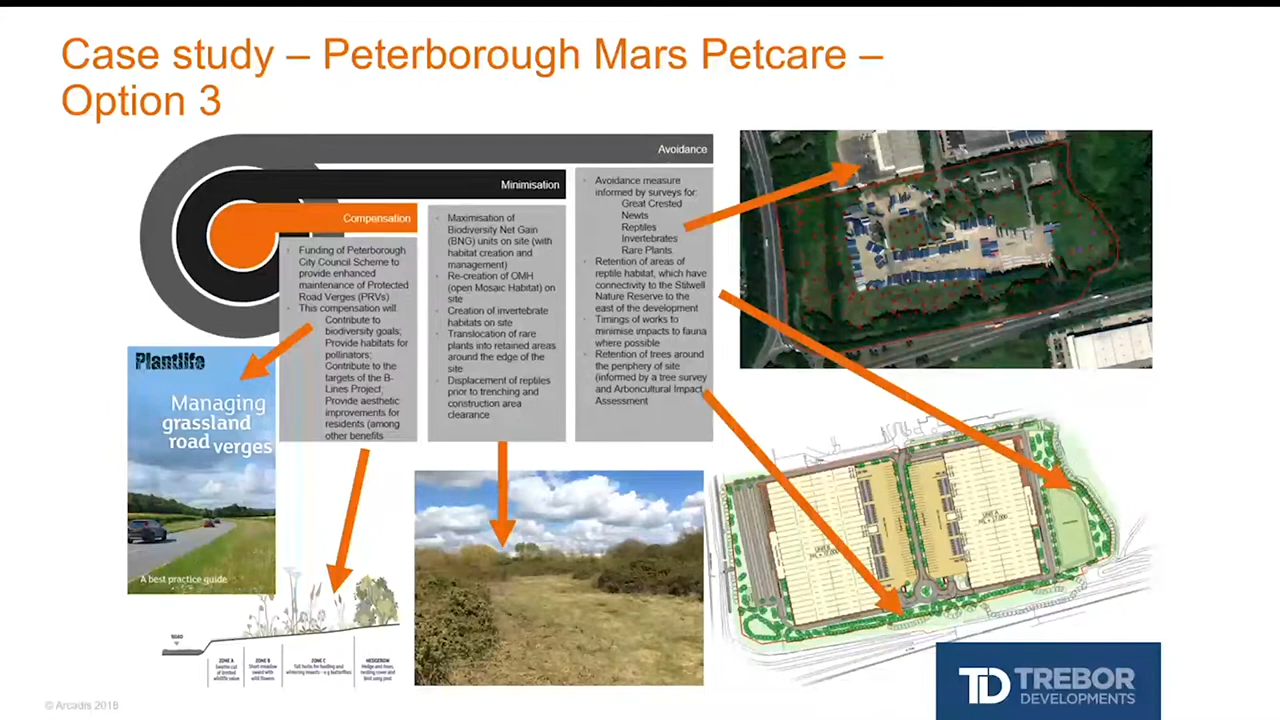 Case study – Peterborough Mars Petcare –
Option 3
Avoidance
Minimisation
Compensation
Funding of Peterborough
City Council Scheme to
provide enhanced
maintenance of Protected
Road Verges (PRVs)
This compensation will:
Contribute to
biodiversity goals;
Provide habitats for
pollinators;
Contribute to the
targets of the B-
Lines Project;
Provide aesthetic
improvements for
residents (among
other benefits
Maximisation of
Biodiversity Net Gain
(BNG) units on site (with
habitat creation and
management)
Re-creation of OMH
(open Mosaic Habitat) on
site
Creation of invertebrate
habitats on site
Translocation of rare
plants into retained areas
around the edge of the
site
Displacement of reptiles
prior to trenching and
construction area
clearance
Avoidance measure
informed by surveys for:
Great Crested
Newts
Reptiles
Invertebrates
Rare Plants.
Retention of areas of
reptile habitat, which have
connectivity to the Stilwell
Nature Reserve to the
east of the development
Timings of works to
minimise impacts to fauna
where possible
Retention of trees around
the periphery of site
(informed by a tree survey
and Arboricultural Impact
Assessment
Plantlife
Managing
grassland
road verges
A best practice guide
ROAD
ZONE A
ZONE B
ZONE C
HEDGEROW
UNIT B
UNIT A
TD TREBOR
DEVELOPMENTS
© Arcadis 2018